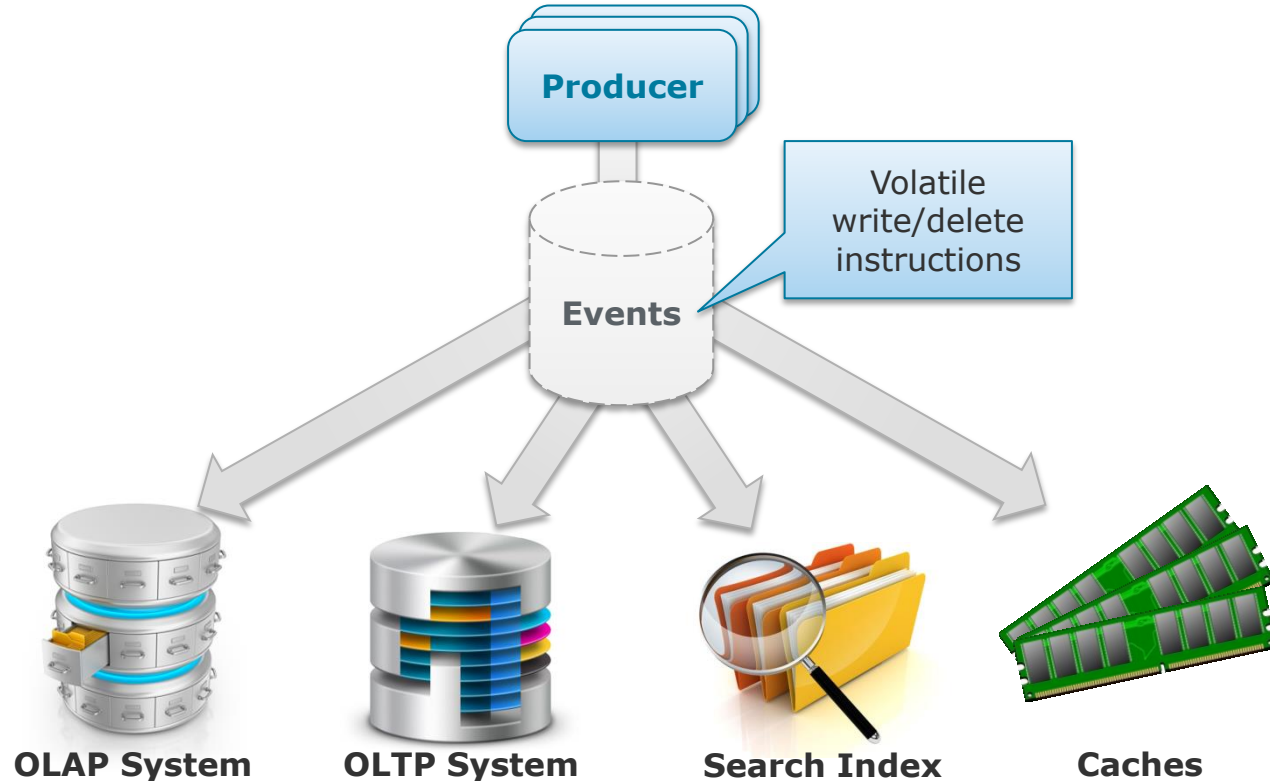 Producer
Volatile
write/delete
instructions
Events
OLAP System
OLTP System
Search Index
Caches